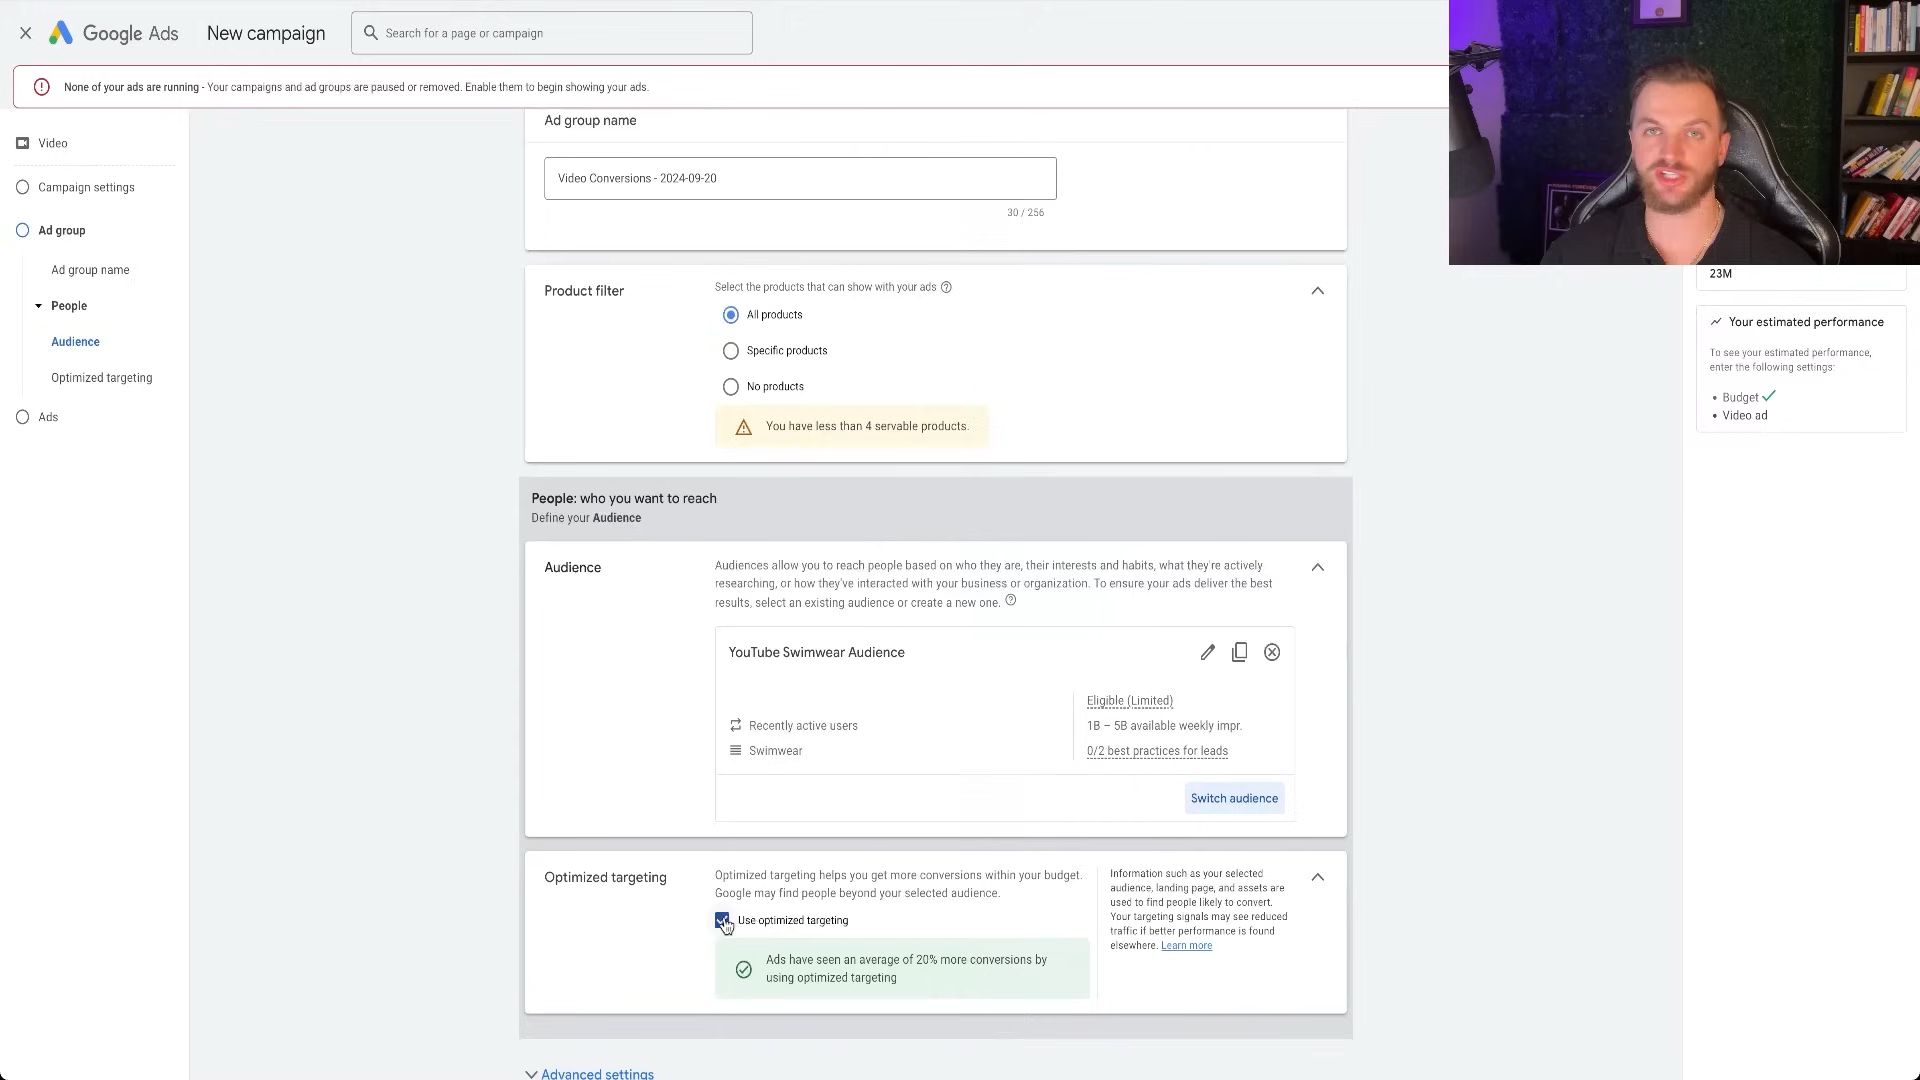 Google Ads
New campaign
Search for a page or campaign
None of your ads are running - Your campaigns and ad groups are paused or removed. Enable them to begin showing your ads.
Video
Campaign settings
Ad group
Ad group name
People
Audience
Optimized targeting
Ads
Ad group name
Video Conversions - 2024-09-20
30 / 256
Product filter
Select the products that can show with your ads
All products
Specific products
No products
You have less than 4 servable products.
People: who you want to reach
Define your Audience
Audience
Audiences allow you to reach people based on who they are, their interests and habits, what they're actively
researching, or how they've interacted with your business or organization. To ensure your ads deliver the best
results, select an existing audience or create a new one.
YouTube Swimwear Audience
Recently active users
Swimwear
Eligible (Limited)
1B – 5B available weekly impr.
0/2 best practices for leads
Switch audience
Optimized targeting
Optimized targeting helps you get more conversions within your budget.
Google may find people beyond your selected audience.
Use optimized targeting
Ads have seen an average of 20% more conversions by
using optimized targeting
Information such as your selected
audience, landing page, and assets are
used to find people likely to convert.
Your targeting signals may see reduced
traffic if better performance is found
elsewhere. Learn more
Advanced settings
23M
Your estimated performance
To see your estimated performance,
enter the following settings:
• Budget
• Video ad